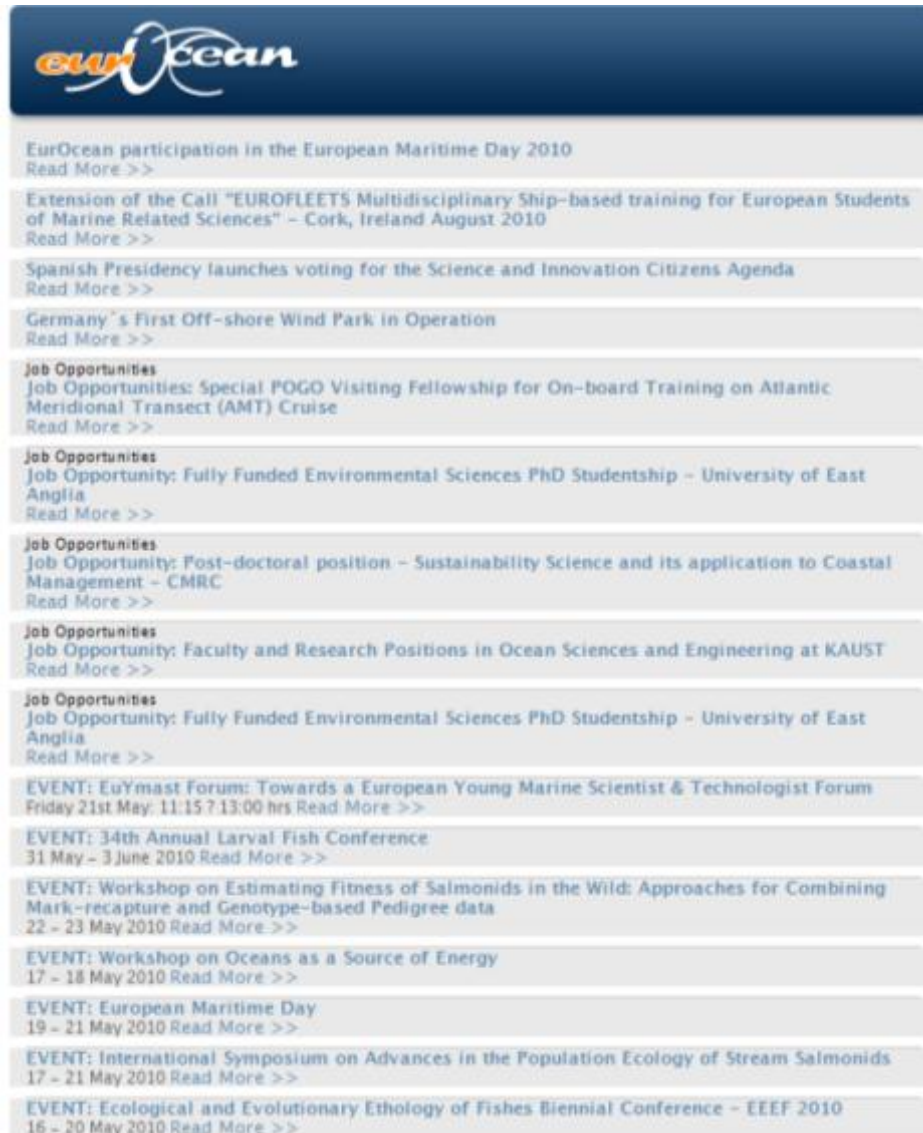 eurOcean
EurOcean participation in the European Maritime Day 2010
Read More >>
Extension of the Call "EUROFLEETS Multidisciplinary Ship-based training for European Students
of Marine Related Sciences" - Cork, Ireland August 2010
Read More >>
Spanish Presidency launches voting for the Science and Innovation Citizens Agenda
Read More >>
Germany´s First Off-shore Wind Park in Operation
Read More >>
Job Opportunities
Job Opportunities: Special POGO Visiting Fellowship for On-board Training on Atlantic
Meridional Transect (AMT) Cruise
Read More >>
Job Opportunities
Job Opportunity: Fully Funded Environmental Sciences PhD Studentship - University of East
Anglia
Read More >>
Job Opportunities
Job Opportunity: Post-doctoral position - Sustainability Science and its application to Coastal
Management - CMRC
Read More >>
Job Opportunities
Job Opportunity: Faculty and Research Positions in Ocean Sciences and Engineering at KAUST
Read More >>
Job Opportunities
Job Opportunity: Fully Funded Environmental Sciences PhD Studentship - University of East
Anglia
Read More >>
EVENT: EuYmast Forum: Towards a European Young Marine Scientist & Technologist Forum
Friday 21st May: 11:15 ? 13:00 hrs Read More >>
EVENT: 34th Annual Larval Fish Conference
31 May - 3 June 2010 Read More >>
EVENT: Workshop on Estimating Fitness of Salmonids in the Wild: Approaches for Combining
Mark-recapture and Genotype-based Pedigree data
22 - 23 May 2010 Read More >>
EVENT: Workshop on Oceans as a Source of Energy
17 - 18 May 2010 Read More >>
EVENT: European Maritime Day
19 - 21 May 2010 Read More >>
EVENT: International Symposium on Advances in the Population Ecology of Stream Salmonids
17 - 21 May 2010 Read More >>
EVENT: Ecological and Evolutionary Ethology of Fishes Biennial Conference - EEEF 2010
16 - 20 May 2010 Read More >>